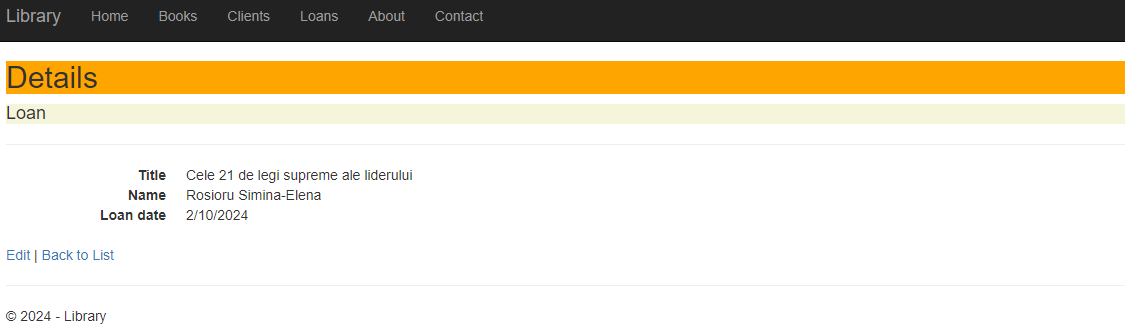 Library Home Books Clients Loans About Contact
Details
Loan
Title Cele 21 de legi supreme ale liderului
Name Rosioru Simina-Elena
Loan date 2/10/2024
Edit | Back to List
© 2024 - Library